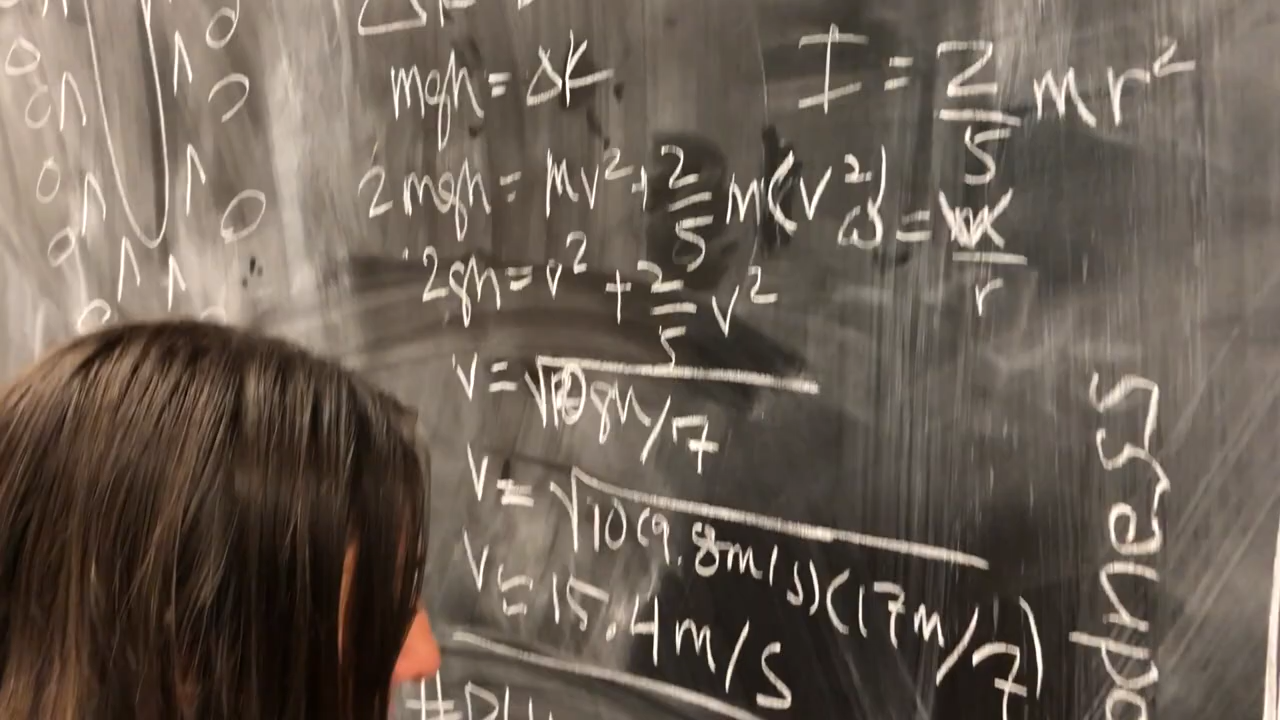 mgh = ΔK
I = 2/5 mr²
2mgh = mv² + 2/5 m(v²)
ω = v/r
2gh = v² + 2/5 v²
v = √10gh/7
v = √10(9.8m/s)(17m/7)
v = 15.4m/s